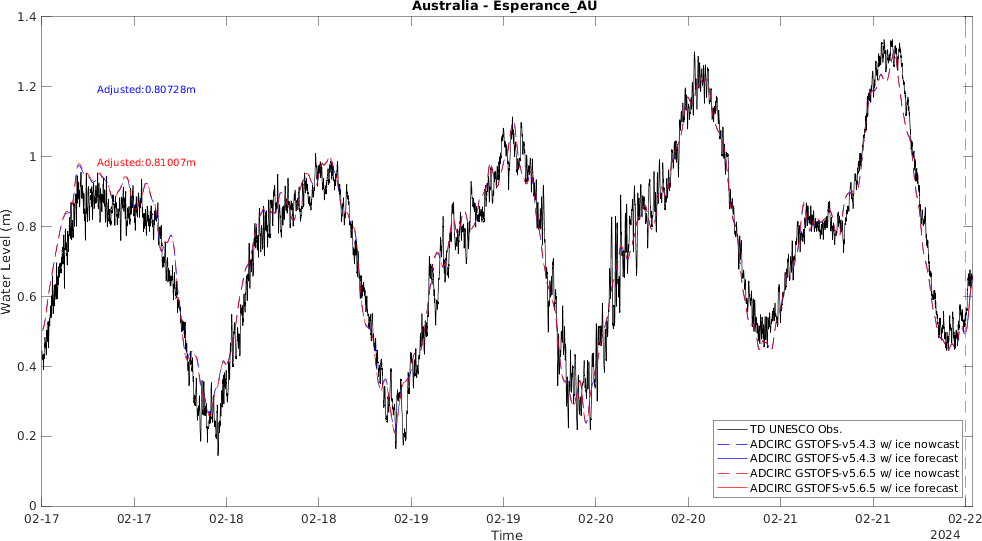 Australia - Esperance_AU
1.4
1.2
1
0.8
0.6
0.4
0.2
0
Water Level (m)
Adjusted:0.80728m
Adjusted:0.81007m
TD UNESCO Obs.
ADCIRC GSTOFS-v5.4.3 w/ ice nowcast
ADCIRC GSTOFS-v5.4.3 w/ ice forecast
ADCIRC GSTOFS-v5.6.5 w/ ice nowcast
ADCIRC GSTOFS-v5.6.5 w/ ice forecast
02-17 02-17 02-18 02-18 02-19 02-19 02-20 02-20 02-21 02-21 02-22
Time
2024